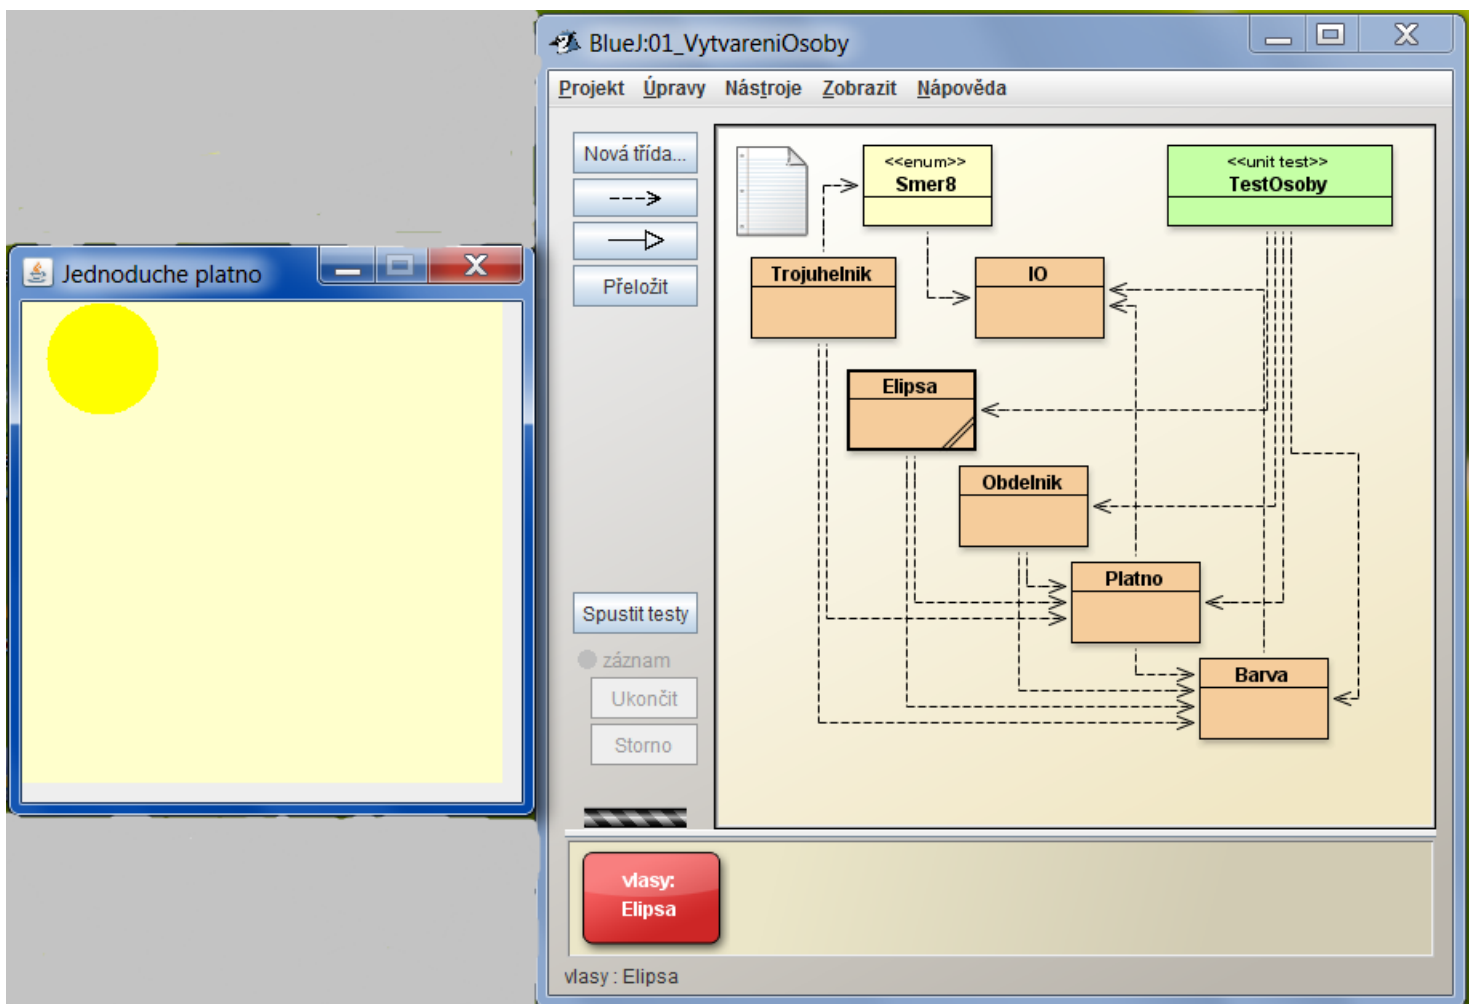 BlueJ:01_VytvareniOsoby
Projekt Úpravy Nástroje Zobrazit Nápověda
Nová třída...
Přeložit
Spustit testy
záznam
Ukončit
Storno
<<enum>>
Smer8
<<unit test>>
TestOsoby
Trojuhelnik
IO
Elipsa
Obdelnik
Platno
Barva
vlasy:
Elipsa
vlasy : Elipsa
Jednoduche platno